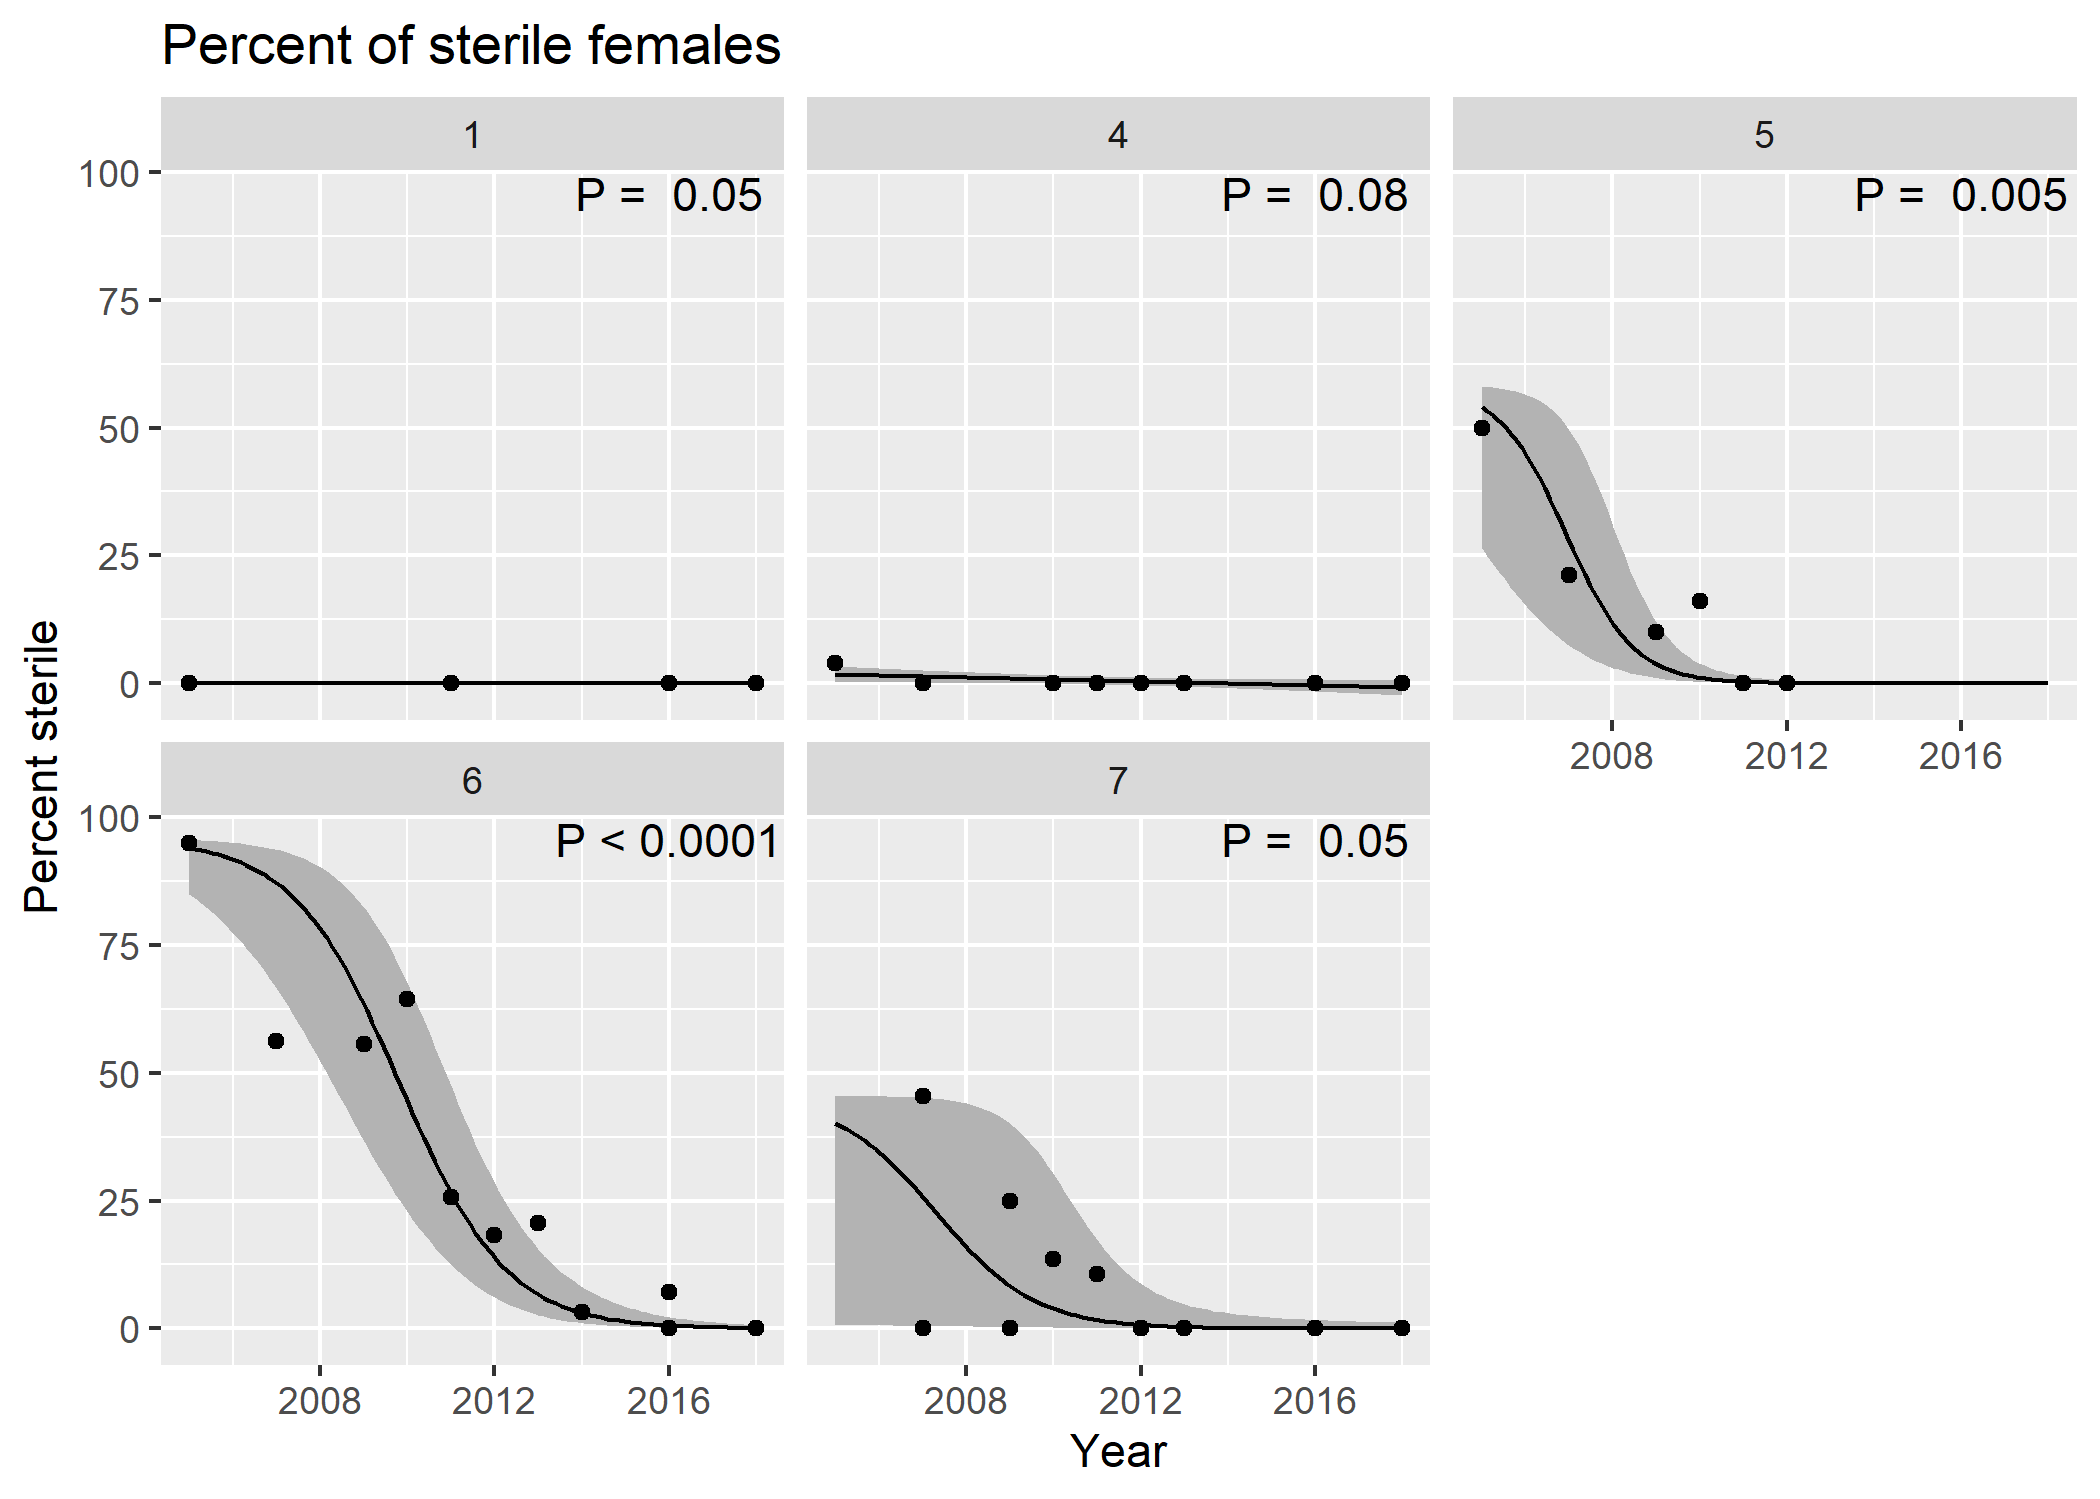 Percent of sterile females
1
4
5
P =  0.05
P =  0.08
P =  0.005
100
75
50
25
0
2008 2012 2016
6
7
P < 0.0001
P =  0.05
100
75
50
25
0
2008 2012 2016
2008 2012 2016
Percent sterile
Year